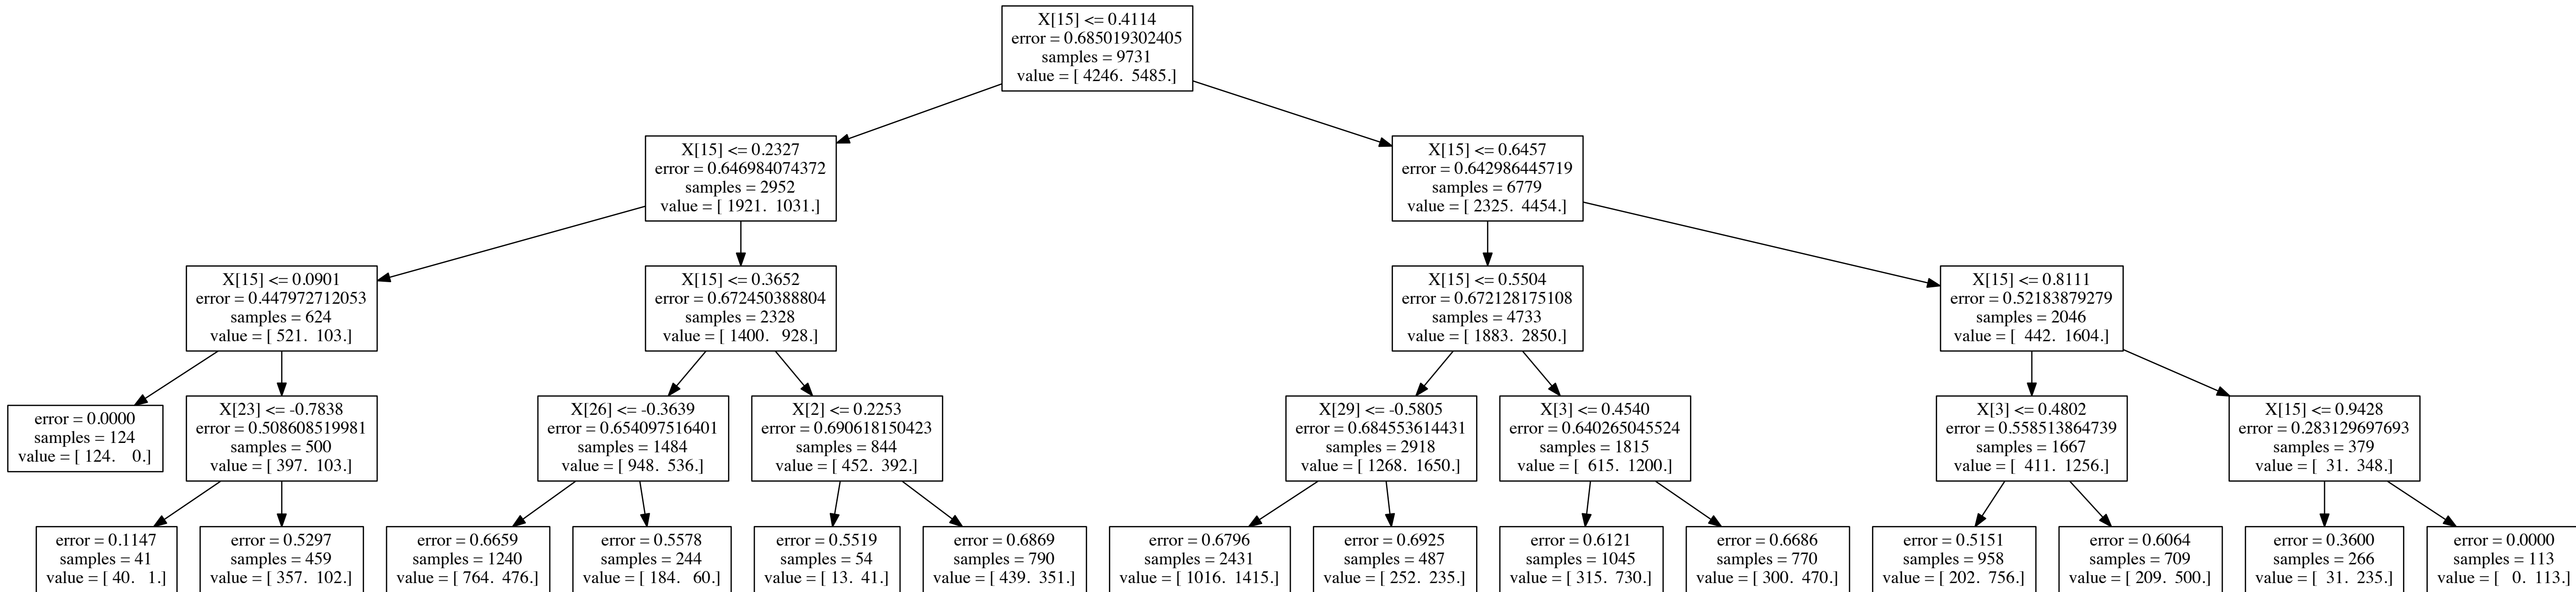 X[15] <= 0.4114
error = 0.685019302405
samples = 9731
value = [ 4246.  5485.]
X[15] <= 0.2327
error = 0.646984074372
samples = 2952
value = [ 1921.  1031.]
X[15] <= 0.6457
error = 0.642986445719
samples = 6779
value = [ 2325.  4454.]
X[15] <= 0.0901
error = 0.447972712053
samples = 624
value = [ 521.  103.]
X[15] <= 0.3652
error = 0.672450388804
samples = 2328
value = [ 1400.   928.]
X[15] <= 0.5504
error = 0.672128175108
samples = 4733
value = [ 1883.  2850.]
X[15] <= 0.8111
error = 0.52183879279
samples = 2046
value = [  442.  1604.]
error = 0.0000
samples = 124
value = [ 124.    0.]
X[23] <= -0.7838
error = 0.508608519981
samples = 500
value = [ 397.  103.]
X[26] <= -0.3639
error = 0.654097516401
samples = 1484
value = [ 948.  536.]
X[2] <= 0.2253
error = 0.690618150423
samples = 844
value = [ 452.  392.]
X[29] <= -0.5805
error = 0.684553614431
samples = 2918
value = [ 1268.  1650.]
X[3] <= 0.4540
error = 0.640265045524
samples = 1815
value = [  615.  1200.]
X[3] <= 0.4802
error = 0.558513864739
samples = 1667
value = [  411.  1256.]
X[15] <= 0.9428
error = 0.283129697693
samples = 379
value = [  31.  348.]
error = 0.1147
samples = 41
value = [ 40.   1.]
error = 0.5297
samples = 459
value = [ 357.  102.]
error = 0.6659
samples = 1240
value = [ 764.  476.]
error = 0.5578
samples = 244
value = [ 184.   60.]
error = 0.5519
samples = 54
value = [ 13.  41.]
error = 0.6869
samples = 790
value = [ 439.  351.]
error = 0.6796
samples = 2431
value = [ 1016.  1415.]
error = 0.6925
samples = 487
value = [ 252.  235.]
error = 0.6121
samples = 1045
value = [ 315.  730.]
error = 0.6686
samples = 770
value = [ 300.  470.]
error = 0.5151
samples = 958
value = [ 202.  756.]
error = 0.6064
samples = 709
value = [ 209.  500.]
error = 0.3600
samples = 266
value = [  31.  235.]
error = 0.0000
samples = 113
value = [   0.  113.]